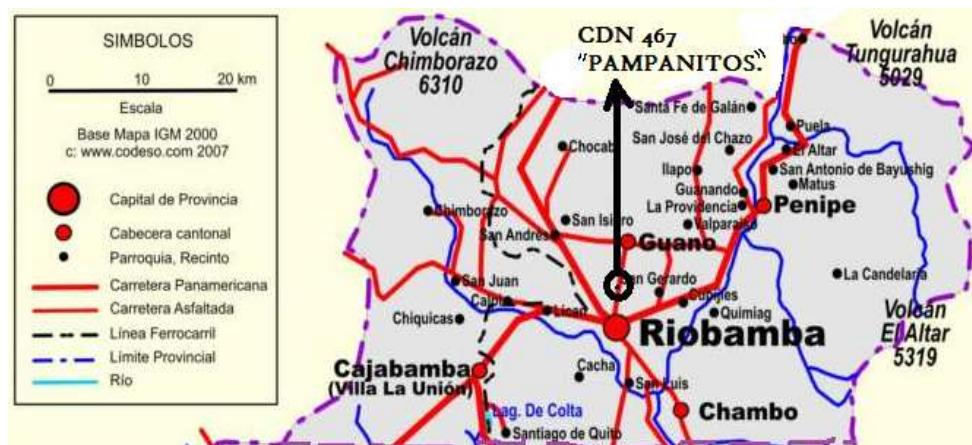 SIMBOLOS
0 10 20 km
Escala
Base Mapa IGM 2000
c: www.codeso.com 2007
Capital de Provincia
Cabecera cantonal
Parroquia, Recinto
Carretera Panamericana
Carretera Asfaltada
Línea Ferrocarril
Límite Provincial
Río
Volcán
Chimborazo
6310
CDN 467
"PAMPANITOS."
Volcán
Tungurahua
5029
Santa Fe de Galán
Puela
San José del Chazo
El Altar
Chocab
Ilapo
San Antonio de Bayushig
Matus
Guanando
La Providencia
Penipe
Chimborazo
San Isidro
Valparaiso
San Andrés
Guano
La Candelaria
San Juan
San Gerardo
Calpi
Cubijíes
Chiquicas
Licán
Quimiag
Riobamba
Volcán
El Altar
5319
Cajabamba
(Villa La Unión)
Cacha
San Luis
Lag. De Colta
Chambo
Santiago de Quito